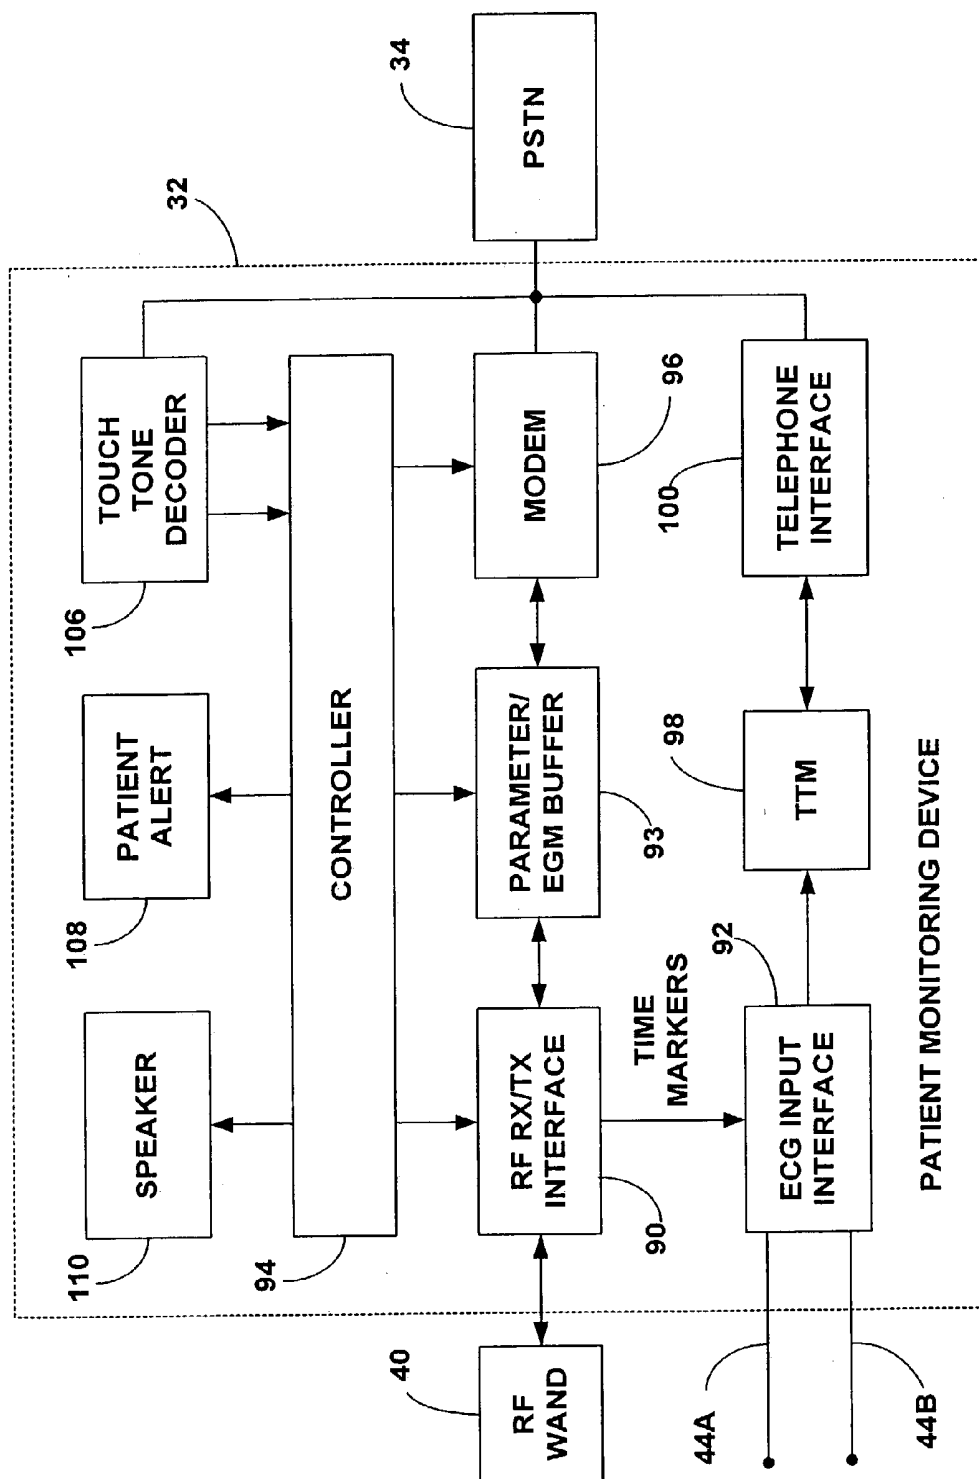 110
SPEAKER
108
PATIENT
ALERT
106
TOUCH
TONE
DECODER
32
94
CONTROLLER
34
PSTN
40
RF
WAND
RF RX/TX
INTERFACE
90
PARAMETER/
EGM BUFFER
93
MODEM
96
TIME
MARKERS
92
98
100
44A
44B
ECG INPUT
INTERFACE
TTM
TELEPHONE
INTERFACE
PATIENT MONITORING DEVICE